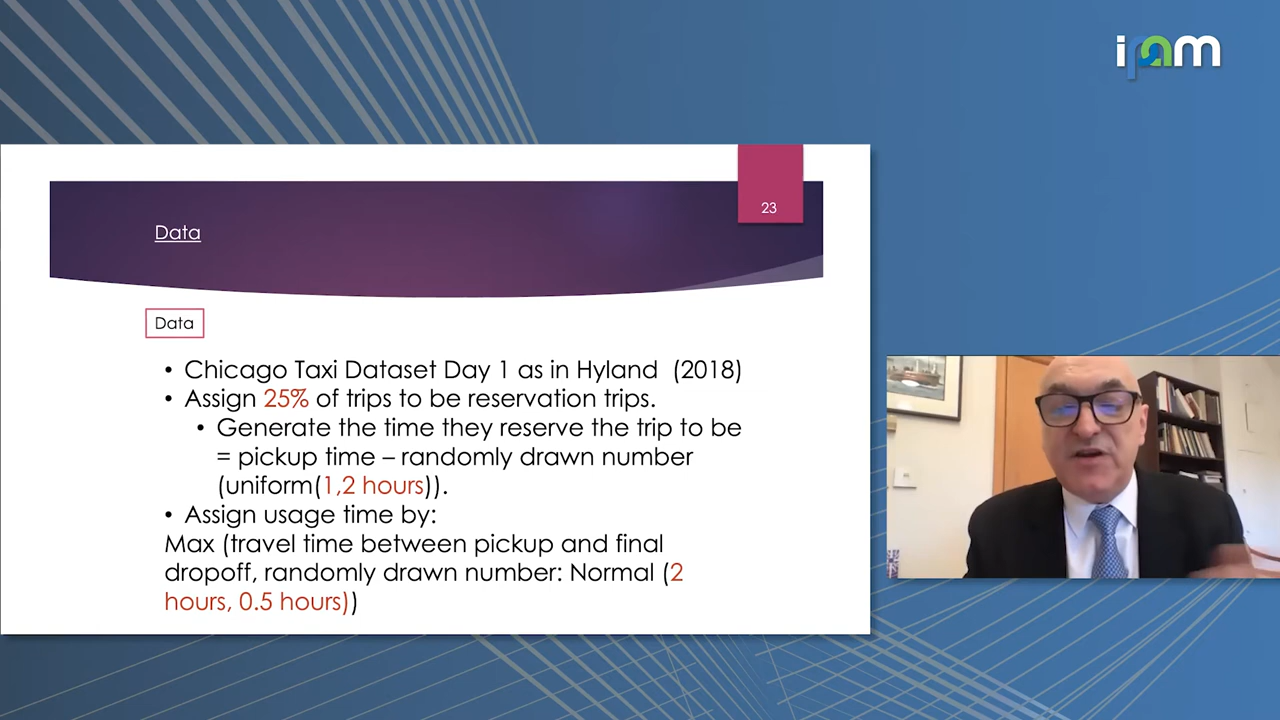 ipam
23
Data
Data
• Chicago Taxi Dataset Day 1 as in Hyland (2018)
• Assign 25% of trips to be reservation trips.
• Generate the time they reserve the trip to be
= pickup time – randomly drawn number
(uniform(1,2 hours)).
• Assign usage time by:
Max (travel time between pickup and final
dropoff, randomly drawn number: Normal (2
hours, 0.5 hours))